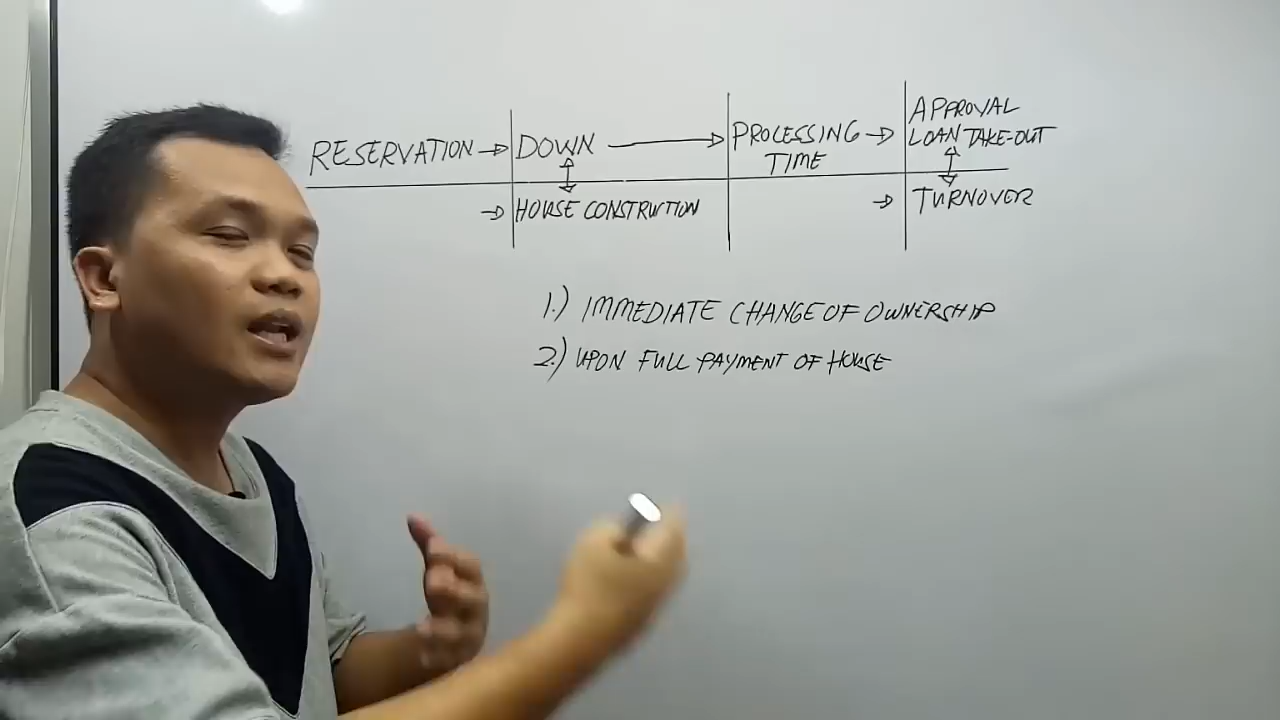 RESERVATION → DOWN → PROCESSING TIME → APPROVAL
LOAN TAKE-OUT
→ HOUSE CONSTRUCTION → TURNOVER
1.) IMMEDIATE CHANGE OF OWNERSHIP
2.) UPON FULL PAYMENT OF HOUSE